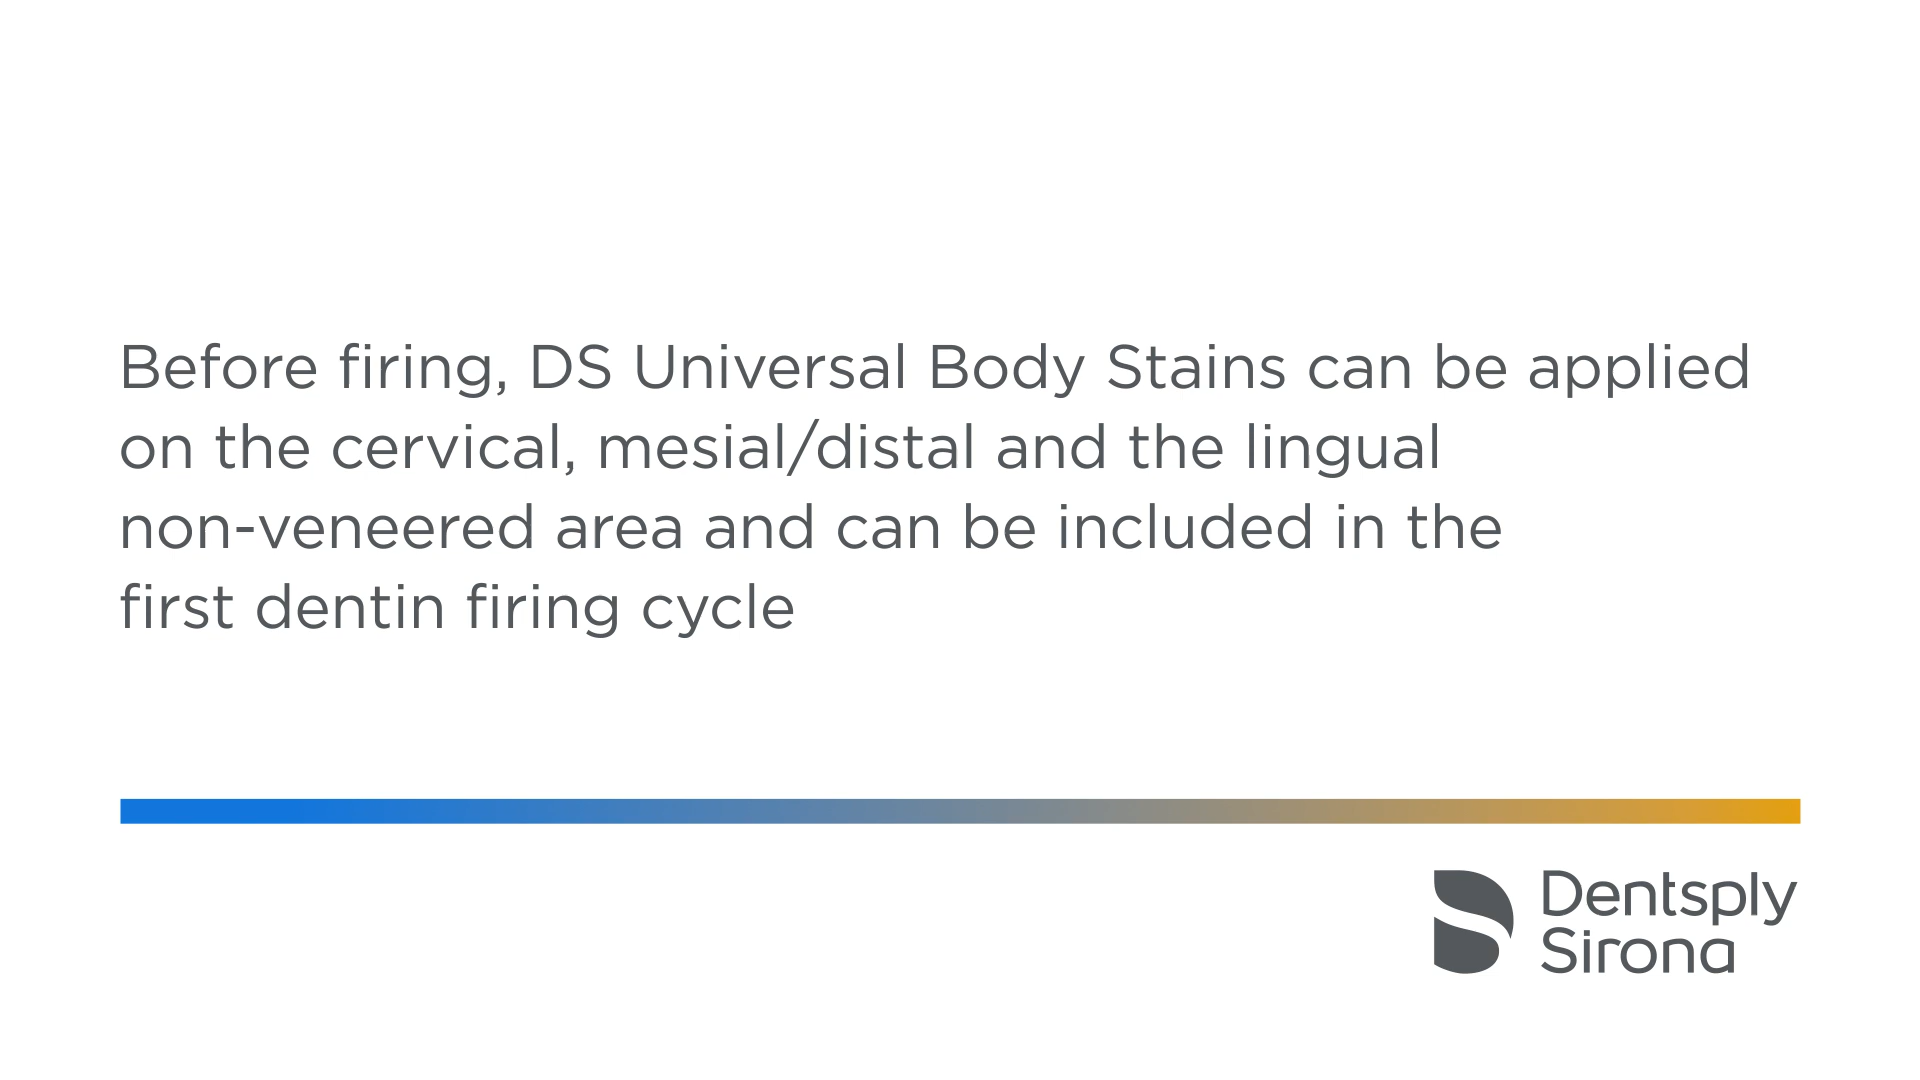 Before firing, DS Universal Body Stains can be applied
on the cervical, mesial/distal and the lingual
non-veneered area and can be included in the
first dentin firing cycle
Dentsply
Sirona